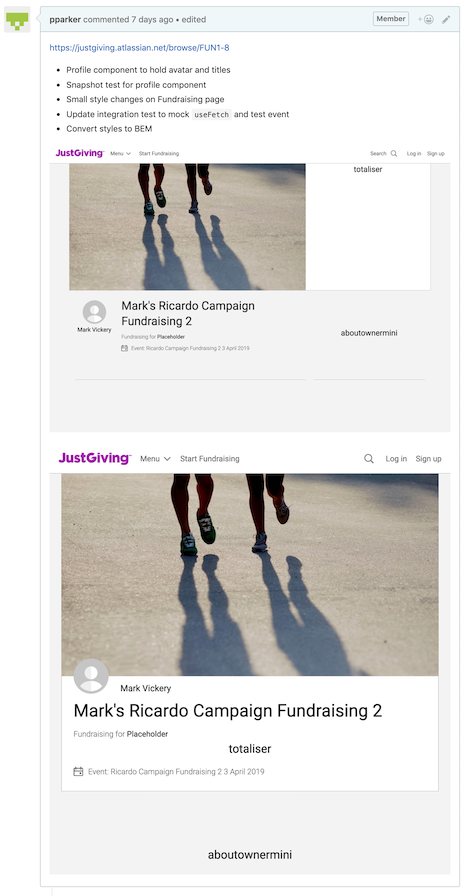 pparker commented 7 days ago • edited
Member
https://justgiving.atlassian.net/browse/FUN1-8
• Profile component to hold avatar and titles
• Snapshot test for profile component
• Small style changes on Fundraising page
• Update integration test to mock useFetch and test event
• Convert styles to BEM
JustGiving™ Menu Start Fundraising Search Log in Sign up
totaliser
Mark's Ricardo Campaign
Fundraising 2
Mark Vickery
Fundraising for Placeholder
aboutownermini
Event: Ricardo Campaign Fundraising 2 3 April 2019
JustGiving™ Menu Start Fundraising Log in Sign up
Mark Vickery
Mark's Ricardo Campaign Fundraising 2
Fundraising for Placeholder
totaliser
Event: Ricardo Campaign Fundraising 2 3 April 2019
aboutownermini